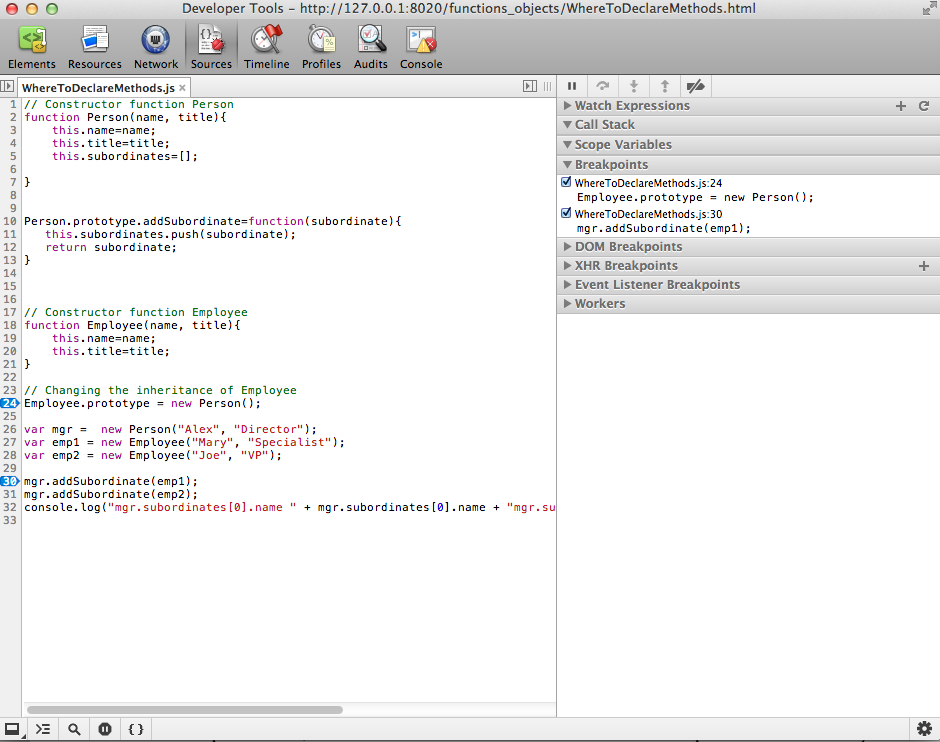 Developer Tools - http://127.0.0.1:8020/functions_objects/WhereToDeclareMethods.html
Elements Resources Network Sources Timeline Profiles Audits Console
WhereToDeclareMethods.js ×
1 // Constructor function Person
2 function Person(name, title){
3 this.name=name;
4 this.title=title;
5 this.subordinates=[];
6
7 }
8
9
10 Person.prototype.addSubordinate=function(subordinate){
11 this.subordinates.push(subordinate);
12 return subordinate;
13 }
14
15
16
17 // Constructor function Employee
18 function Employee(name, title){
19 this.name=name;
20 this.title=title;
21 }
22
23 // Changing the inheritance of Employee
24 Employee.prototype = new Person();
25
26 var mgr =  new Person("Alex", "Director");
27 var emp1 = new Employee("Mary", "Specialist");
28 var emp2 = new Employee("Joe", "VP");
29
30 mgr.addSubordinate(emp1);
31 mgr.addSubordinate(emp2);
32 console.log("mgr.subordinates[0].name " + mgr.subordinates[0].name + "mgr.su
33
Watch Expressions
Call Stack
Scope Variables
Breakpoints
WhereToDeclareMethods.js:24
Employee.prototype = new Person();
WhereToDeclareMethods.js:30
mgr.addSubordinate(emp1);
DOM Breakpoints
XHR Breakpoints
Event Listener Breakpoints
Workers